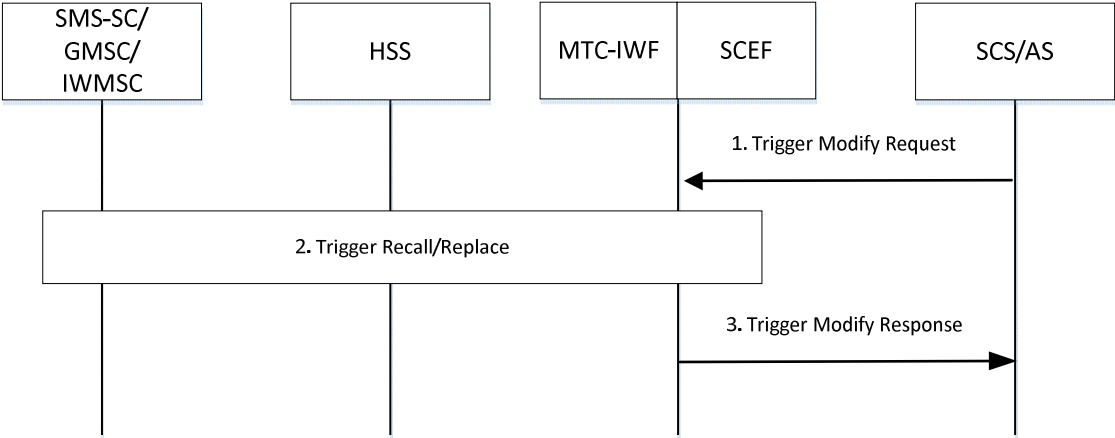 SMS-SC/
GMSC/
IWMSC
HSS
MTC-IWF
SCEF
SCS/AS
1. Trigger Modify Request
2. Trigger Recall/Replace
3. Trigger Modify Response